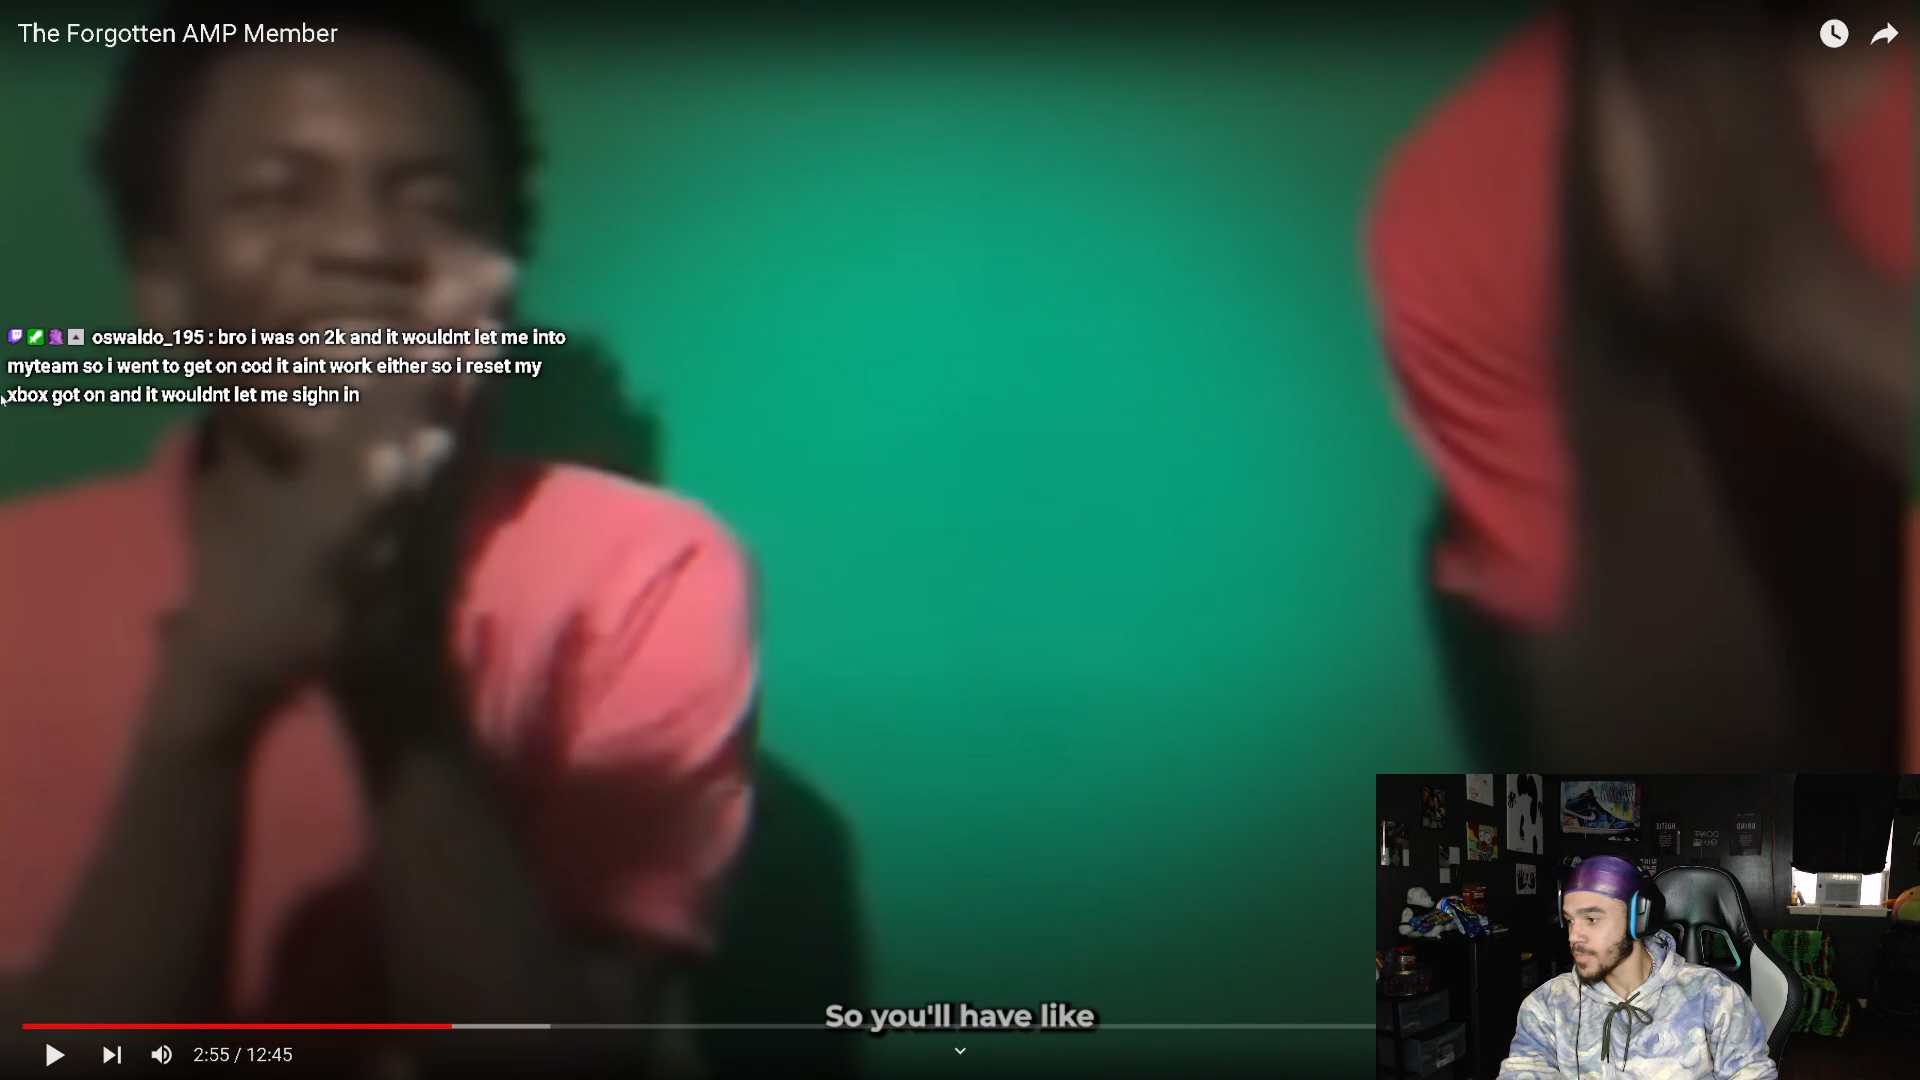 The Forgotten AMP Member
oswaldo_195 : bro i was on 2k and it wouldnt let me into
myteam so i went to get on cod it aint work either so i reset my
xbox got on and it wouldnt let me sighn in
So you'll have like
2:55 / 12:45